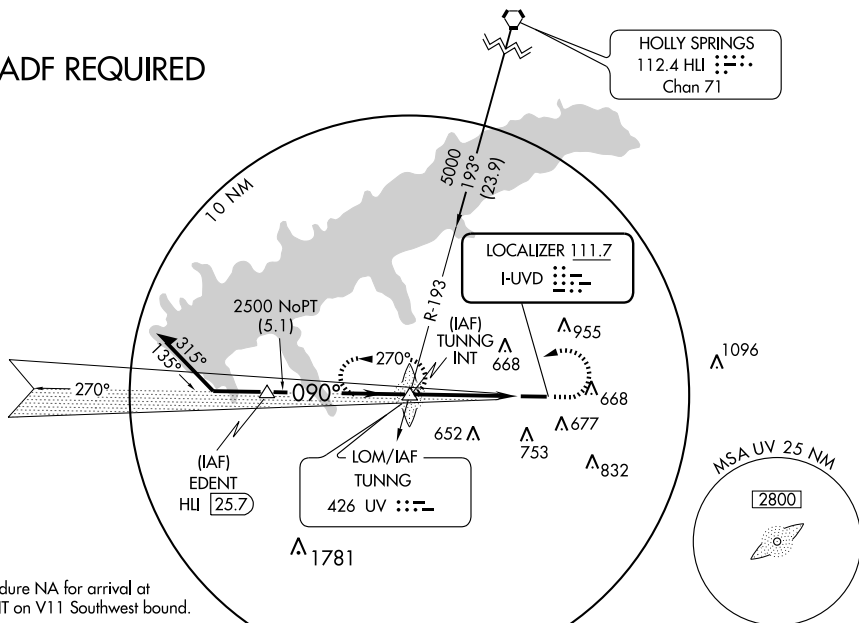 ADF REQUIRED
HOLLY SPRINGS
112.4 HLI
Chan 71
10 NM
5000
193°
(23.9)
R-193
LOCALIZER 111.7
I-UVD
2500 NoPT
(5.1)
(IAF)
TUNNG
INT
315°
135°
270°
090°
270°
955
668
1096
668
677
652
753
832
(IAF)
EDENT
HLI 25.7
LOM/IAF
TUNNG
426 UV
1781
MSA UV 25 NM
2800
dure NA for arrival at
T on V11 Southwest bound.